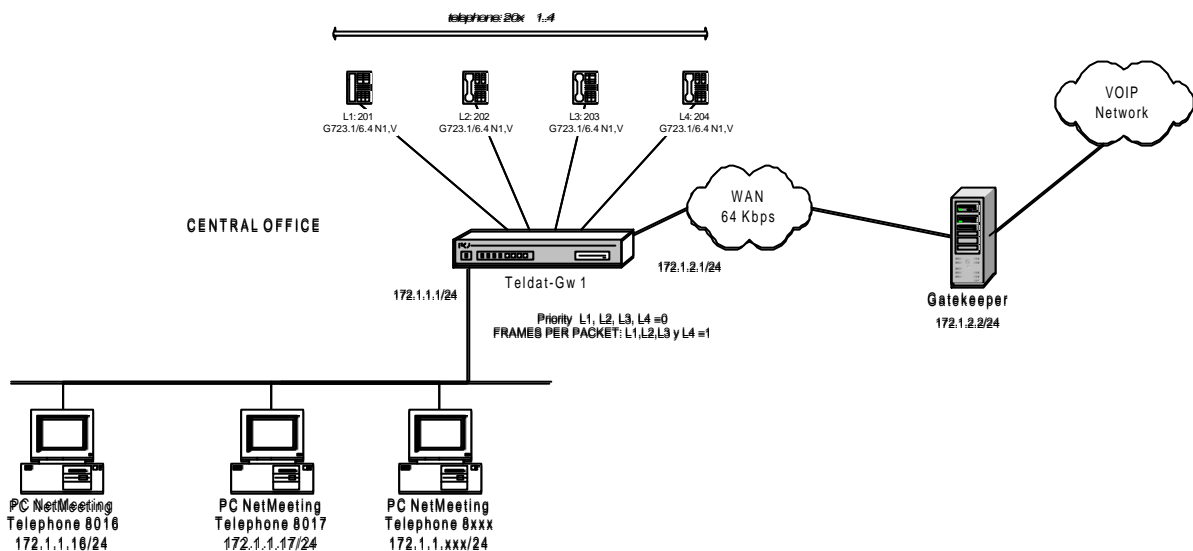 telephone: 20x 1..4
L1: 201
G723.1/6.4 N1,V
L2: 202
G723.1/6.4 N1,V
L3: 203
G723.1/6.4 N1,V
L4: 204
G723.1/6.4 N1,V
VOIP
Network
WAN
64 Kbps
CENTRAL OFFICE
172.1.2.1/24
Teldat-Gw 1
172.1.1.1/24
Gatekeeper
172.1.2.2/24
Priority L1, L2, L3, L4 =0
FRAMES PER PACKET: L1,L2,L3 y L4 =1
PC NetMeeting
Telephone 8016
172.1.1.16/24
PC NetMeeting
Telephone 8017
172.1.1.17/24
PC NetMeeting
Telephone 8xxx
172.1.1.xxx/24